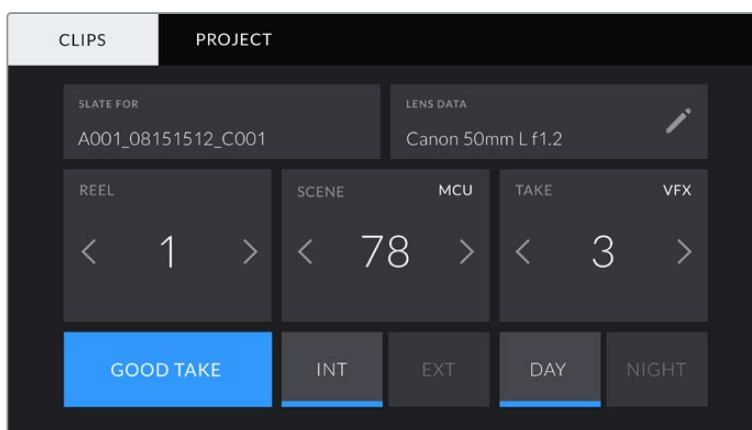 CLIPS PROJECT
SLATE FOR LENS DATA
A001_08151512_C001 Canon 50mm L f1.2
REEL SCENE MCU TAKE VFX
< 1 > < 78 > < 3 >
GOOD TAKE INT EXT DAY NIGHT